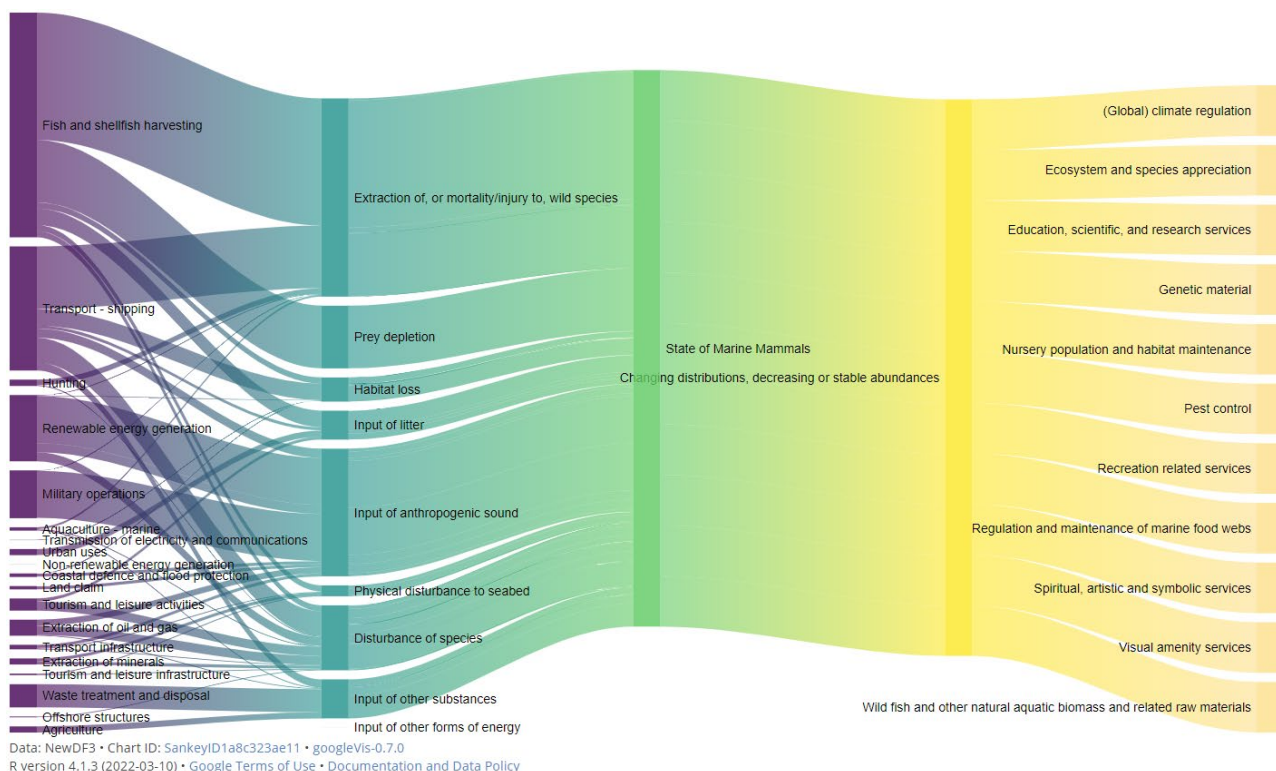 Fish and shellfish harvesting
Transport - shipping
Hunting
Renewable energy generation
Military operations
Aquaculture - marine
Transmission of electricity and communications
Urban uses
Non-renewable energy generation
Coastal defence and flood protection
Land claim
Tourism and leisure activities
Extraction of oil and gas
Transport infrastructure
Extraction of minerals
Tourism and leisure infrastructure
Waste treatment and disposal
Offshore structures
Agriculture
Extraction of, or mortality/injury to, wild species
Prey depletion
Habitat loss
Input of litter
Input of anthropogenic sound
Physical disturbance to seabed
Disturbance of species
Input of other substances
Input of other forms of energy
State of Marine Mammals
Changing distributions, decreasing or stable abundances
(Global) climate regulation
Ecosystem and species appreciation
Education, scientific, and research services
Genetic material
Nursery population and habitat maintenance
Pest control
Recreation related services
Regulation and maintenance of marine food webs
Spiritual, artistic and symbolic services
Visual amenity services
Wild fish and other natural aquatic biomass and related raw materials
Data: NewDF3 • Chart ID: SankeyID1a8c323ae11 • googleVis-0.7.0
R version 4.1.3 (2022-03-10) • Google Terms of Use • Documentation and Data Policy